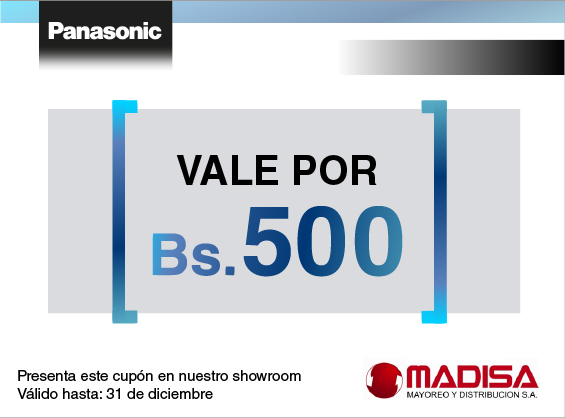 Panasonic
VALE POR
Bs.500
Presenta este cupón en nuestro showroom
Válido hasta: 31 de diciembre
MADISA
MAYOREO Y DISTRIBUCION S.A.